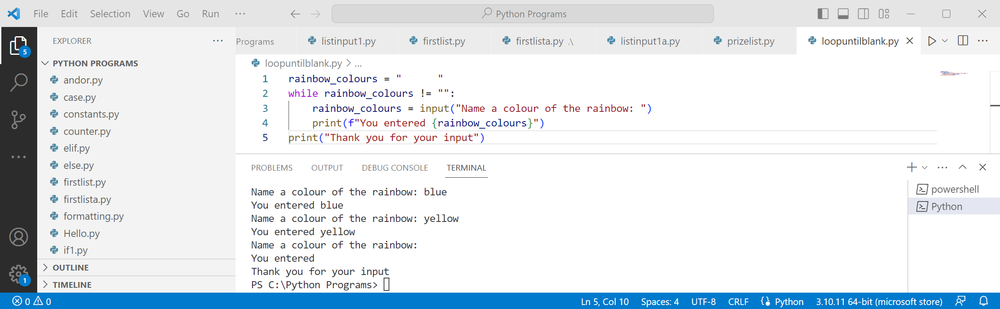 File Edit Selection View Go Run ··· Python Programs
EXPLORER ···
PYTHON PROGRAMS
andor.py
case.py
constants.py
counter.py
elif.py
else.py
firstlist.py
firstlista.py
formatting.py
Hello.py
if1.py
OUTLINE
TIMELINE
5
1
Programs listinput1.py firstlist.py firstlista.py .\ listinput1a.py prizelist.py loopuntilblank.py
loopuntilblank.py > ...
1 rainbow_colours = "      "
2 while rainbow_colours != "":
3     rainbow_colours = input("Name a colour of the rainbow: ")
4     print(f"You entered {rainbow_colours}")
5 print("Thank you for your input")
PROBLEMS OUTPUT DEBUG CONSOLE TERMINAL
Name a colour of the rainbow: blue
You entered blue
Name a colour of the rainbow: yellow
You entered yellow
Name a colour of the rainbow:
You entered
Thank you for your input
PS C:\Python Programs>
powershell
Python
0 0 Ln 5, Col 10 Spaces: 4 UTF-8 CRLF Python 3.10.11 64-bit (microsoft store)